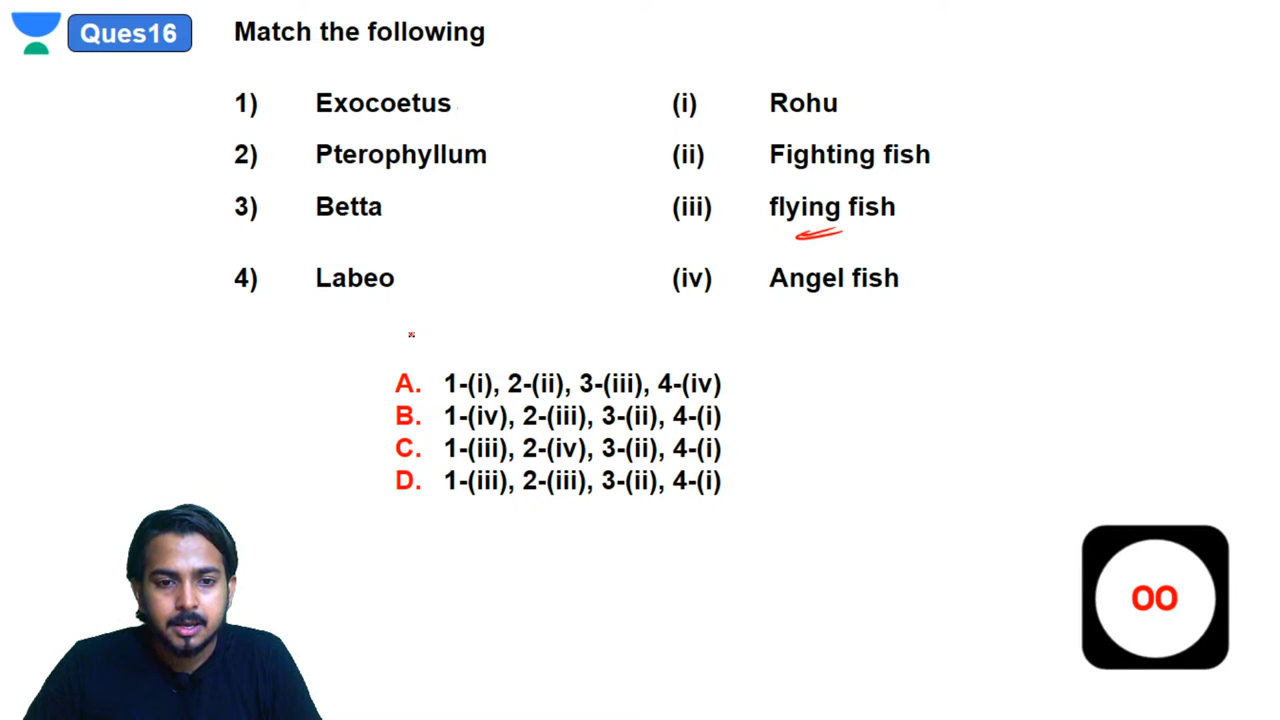 Ques16 Match the following
1) Exocoetus (i) Rohu
2) Pterophyllum (ii) Fighting fish
3) Betta (iii) flying fish
4) Labeo (iv) Angel fish
A. 1-(i), 2-(ii), 3-(iii), 4-(iv)
B. 1-(iv), 2-(iii), 3-(ii), 4-(i)
C. 1-(iii), 2-(iv), 3-(ii), 4-(i)
D. 1-(iii), 2-(iii), 3-(ii), 4-(i)
00